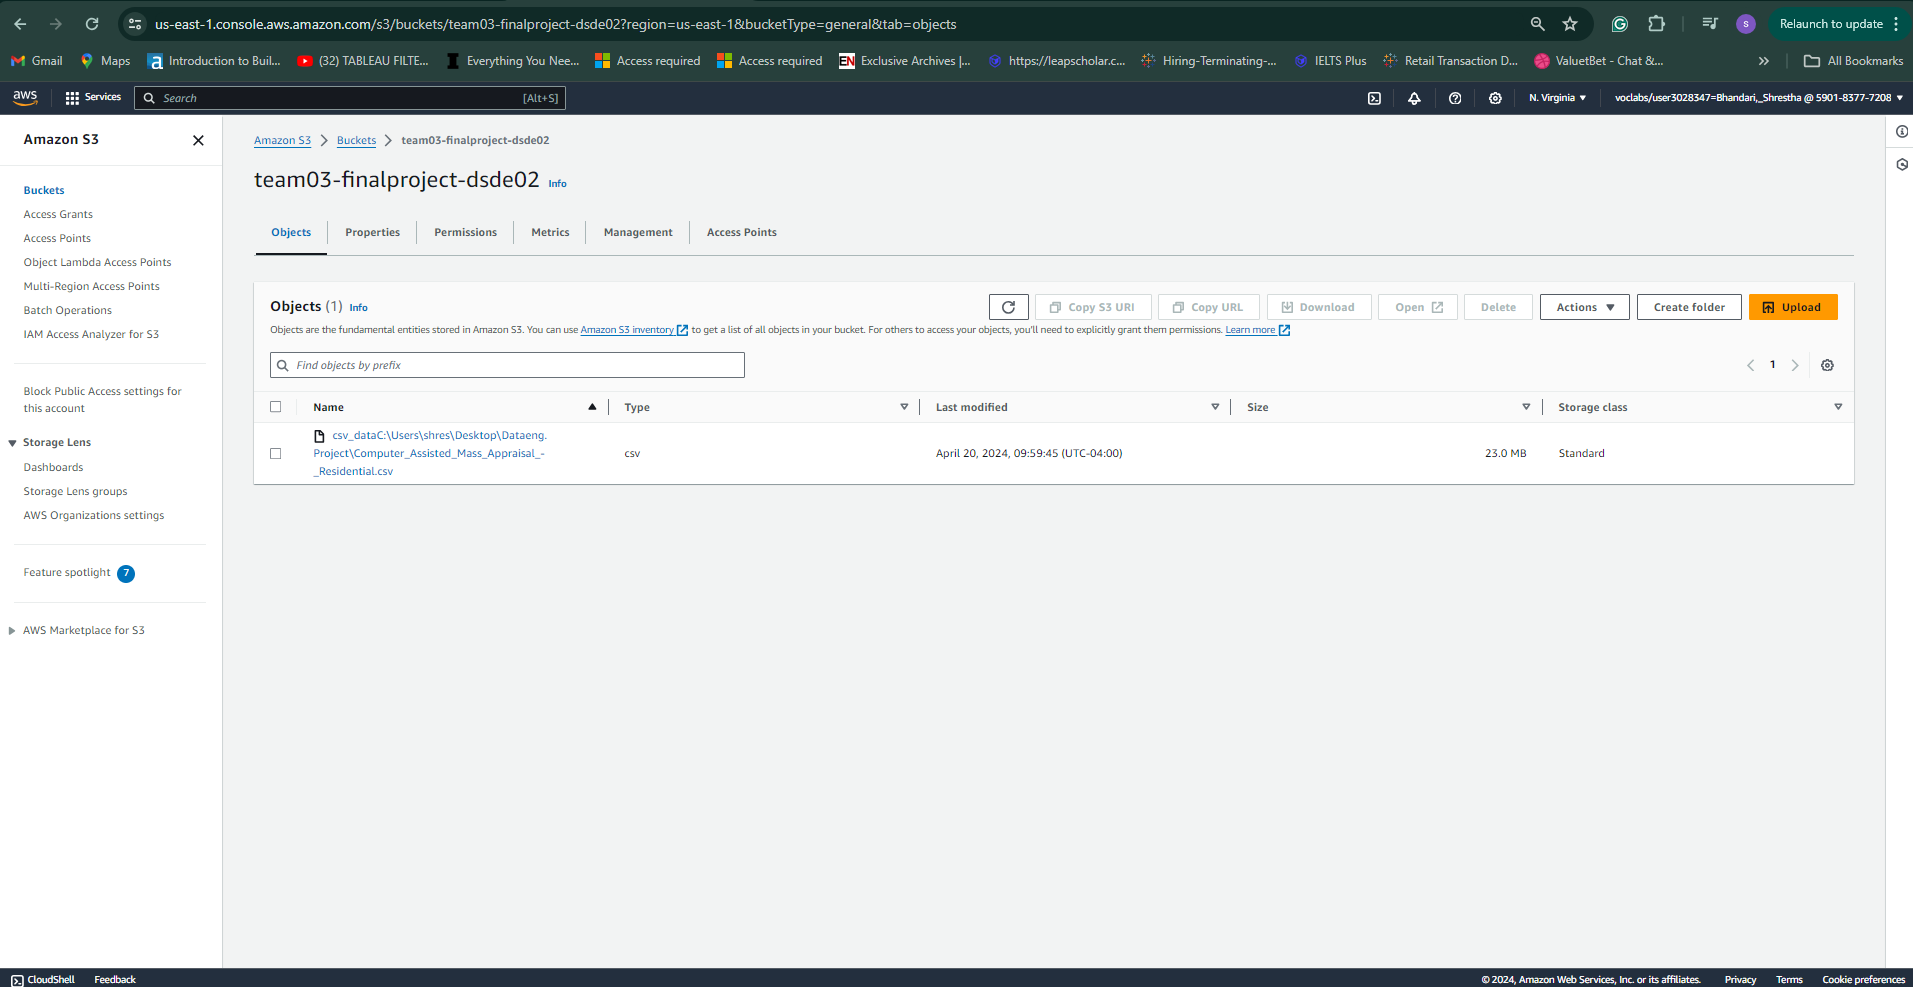 us-east-1.console.aws.amazon.com/s3/buckets/team03-finalproject-dsde02?region=us-east-1&bucketType=general&tab=objects
S
Relaunch to update
Gmail
Maps
Introduction to Buil...
(32) TABLEAU FILTE...
Everything You Nee...
Access required
Access required
EN
Exclusive Archives |...
https://leapscholar.c...
Hiring-Terminating-...
IELTS Plus
Retail Transaction D...
ValuetBet - Chat &...
»
All Bookmarks
aws
Services
Search
[Alt+S]
N. Virginia
voclabs/user3028347=Bhandari,_Shrestha @ 5901-8377-7208
Amazon S3
Buckets
Access Grants
Access Points
Object Lambda Access Points
Multi-Region Access Points
Batch Operations
IAM Access Analyzer for S3
Block Public Access settings for
this account
Storage Lens
Dashboards
Storage Lens groups
AWS Organizations settings
Feature spotlight 7
AWS Marketplace for S3
Amazon S3 > Buckets > team03-finalproject-dsde02
team03-finalproject-dsde02 Info
Objects
Properties
Permissions
Metrics
Management
Access Points
Objects (1) Info
Copy S3 URI
Copy URL
Download
Open
Delete
Actions
Create folder
Upload
Objects are the fundamental entities stored in Amazon S3. You can use Amazon S3 inventory to get a list of all objects in your bucket. For others to access your objects, you'll need to explicitly grant them permissions. Learn more
Find objects by prefix
1
Name
Type
Last modified
Size
Storage class
csv_dataC:\Users\shres\Desktop\Dataeng.
Project\Computer_Assisted_Mass_Appraisal_-
_Residential.csv
csv
April 20, 2024, 09:59:45 (UTC-04:00)
23.0 MB
Standard
CloudShell
Feedback
© 2024, Amazon Web Services, Inc. or its affiliates.
Privacy
Terms
Cookie preferences